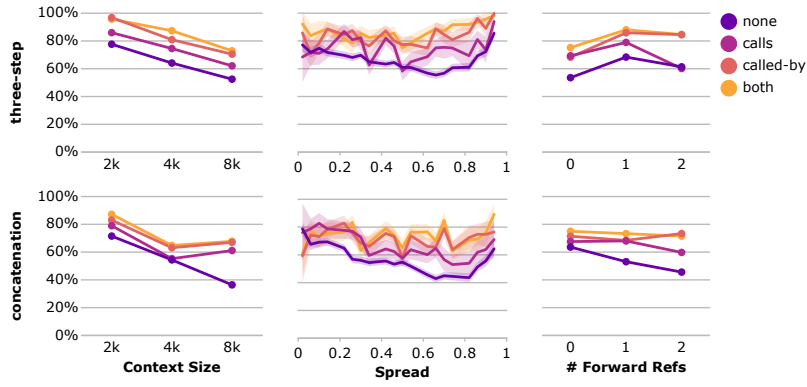 three-step
100%
80%
60%
40%
20%
0%
2k 4k 8k
0 0.2 0.4 0.6 0.8 1
0 1 2
none
calls
called-by
both
concatenation
100%
80%
60%
40%
20%
0%
2k 4k 8k
0 0.2 0.4 0.6 0.8 1
0 1 2
Context Size
Spread
# Forward Refs